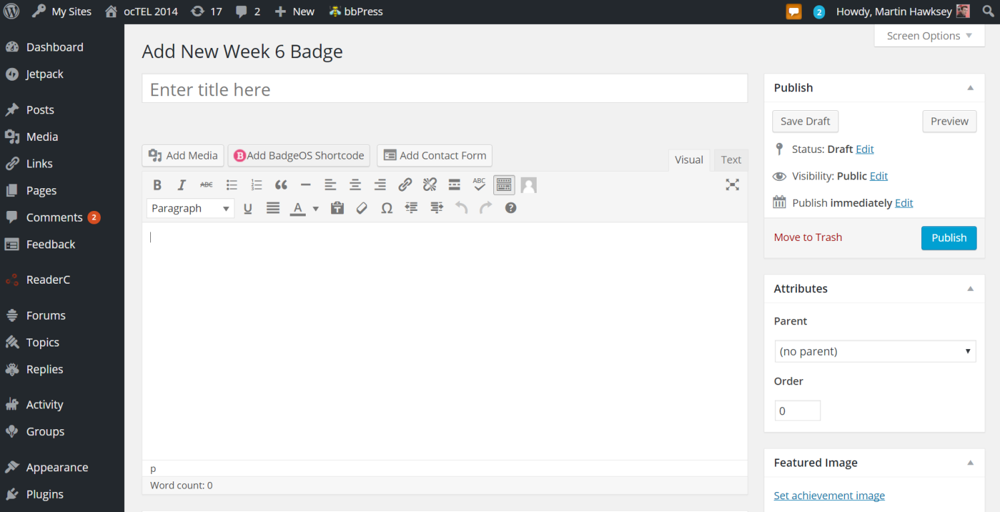 My Sites
ocTEL 2014
17
2
New
bbPress
2
Howdy, Martin Hawksey
Screen Options
Dashboard
Jetpack
Posts
Media
Links
Pages
Comments 2
Feedback
ReaderC
Forums
Topics
Replies
Activity
Groups
Appearance
Plugins
Add New Week 6 Badge
Enter title here
Add Media
B Add BadgeOS Shortcode
Add Contact Form
Visual
Text
B I ABC ABC
Paragraph U A T Ω ?
p
Word count: 0
Publish
Save Draft
Preview
Status: Draft Edit
Visibility: Public Edit
Publish immediately Edit
Move to Trash
Publish
Attributes
Parent
(no parent)
Order
0
Featured Image
Set achievement image